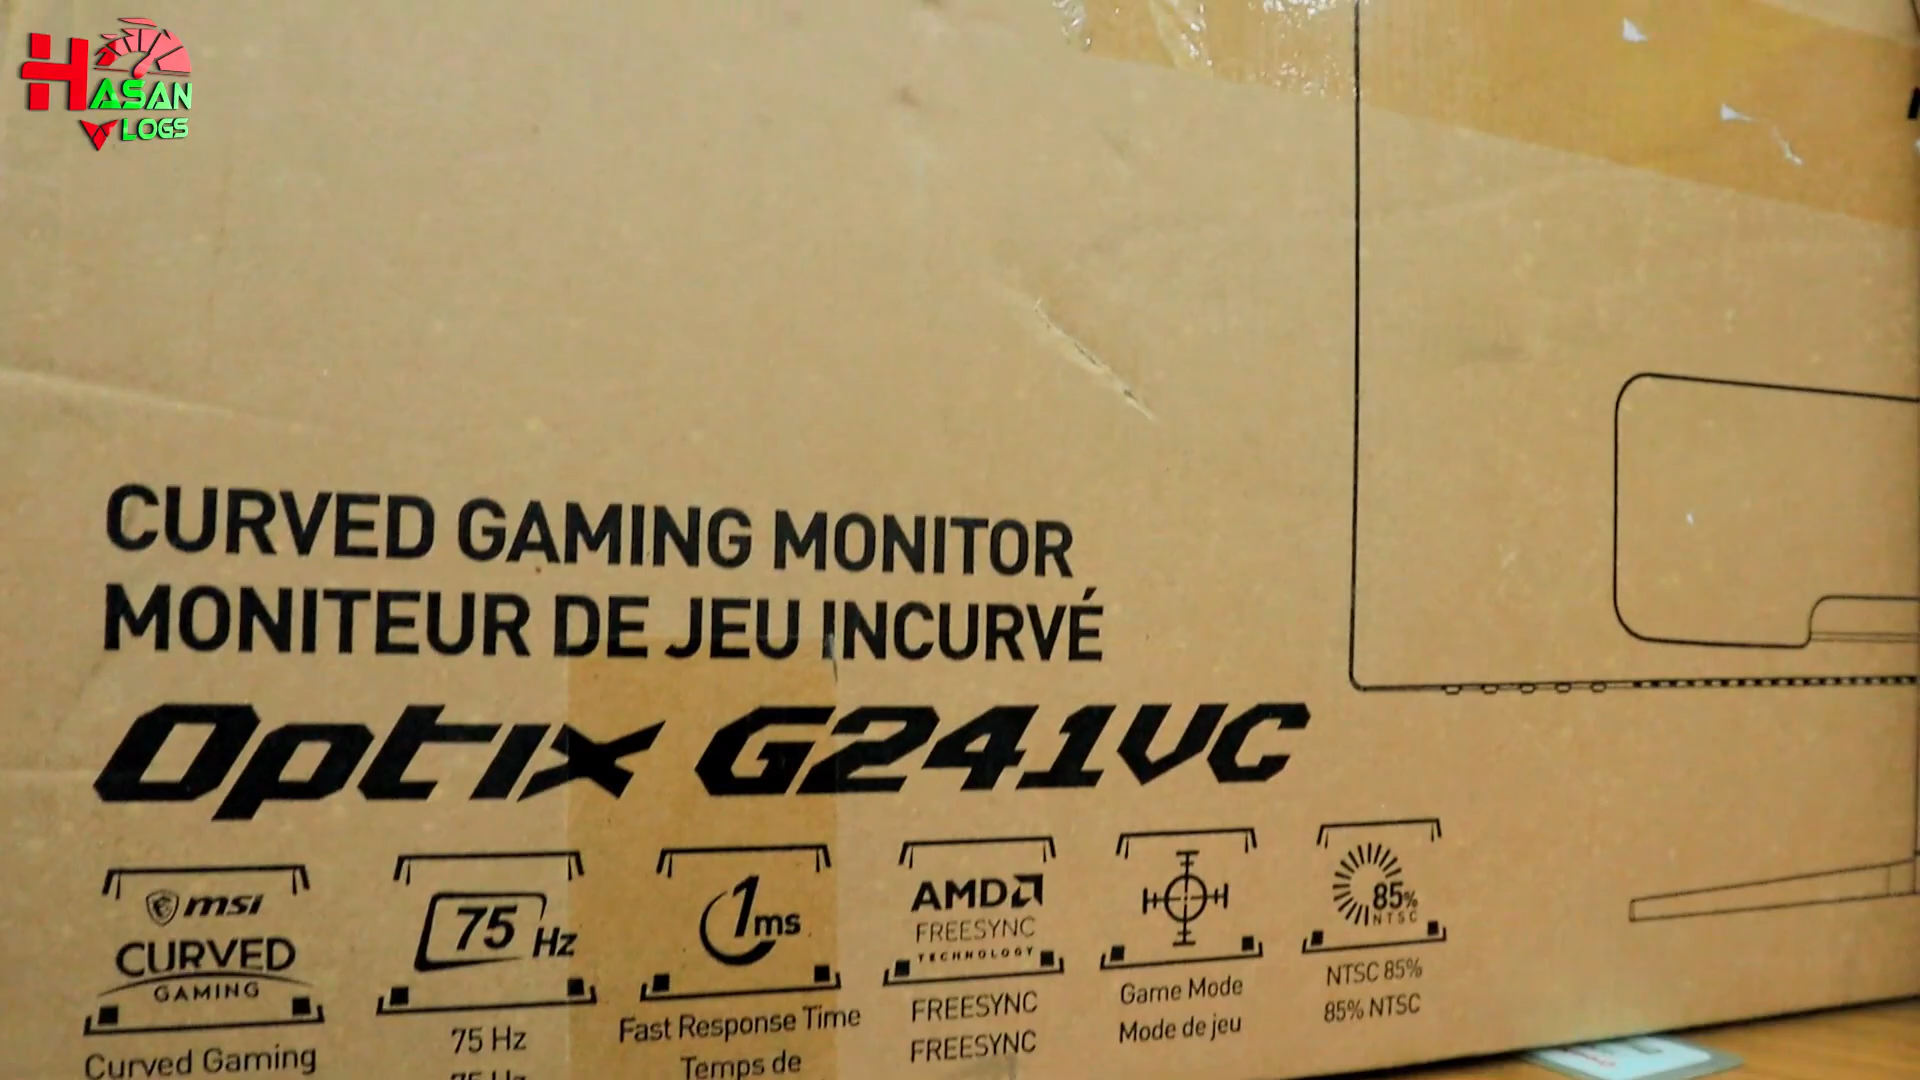 HASAN
VLOGS
CURVED GAMING MONITOR
MONITEUR DE JEU INCURVÉ
Optix G241VC
msi
CURVED
GAMING
Curved Gaming
75 Hz
75 Hz
1ms
Fast Response Time
Temps de
AMD
FREESYNC
TECHNOLOGY
FREESYNC
FREESYNC
Game Mode
Mode de jeu
85%
NTSC
NTSC 85%
85% NTSC